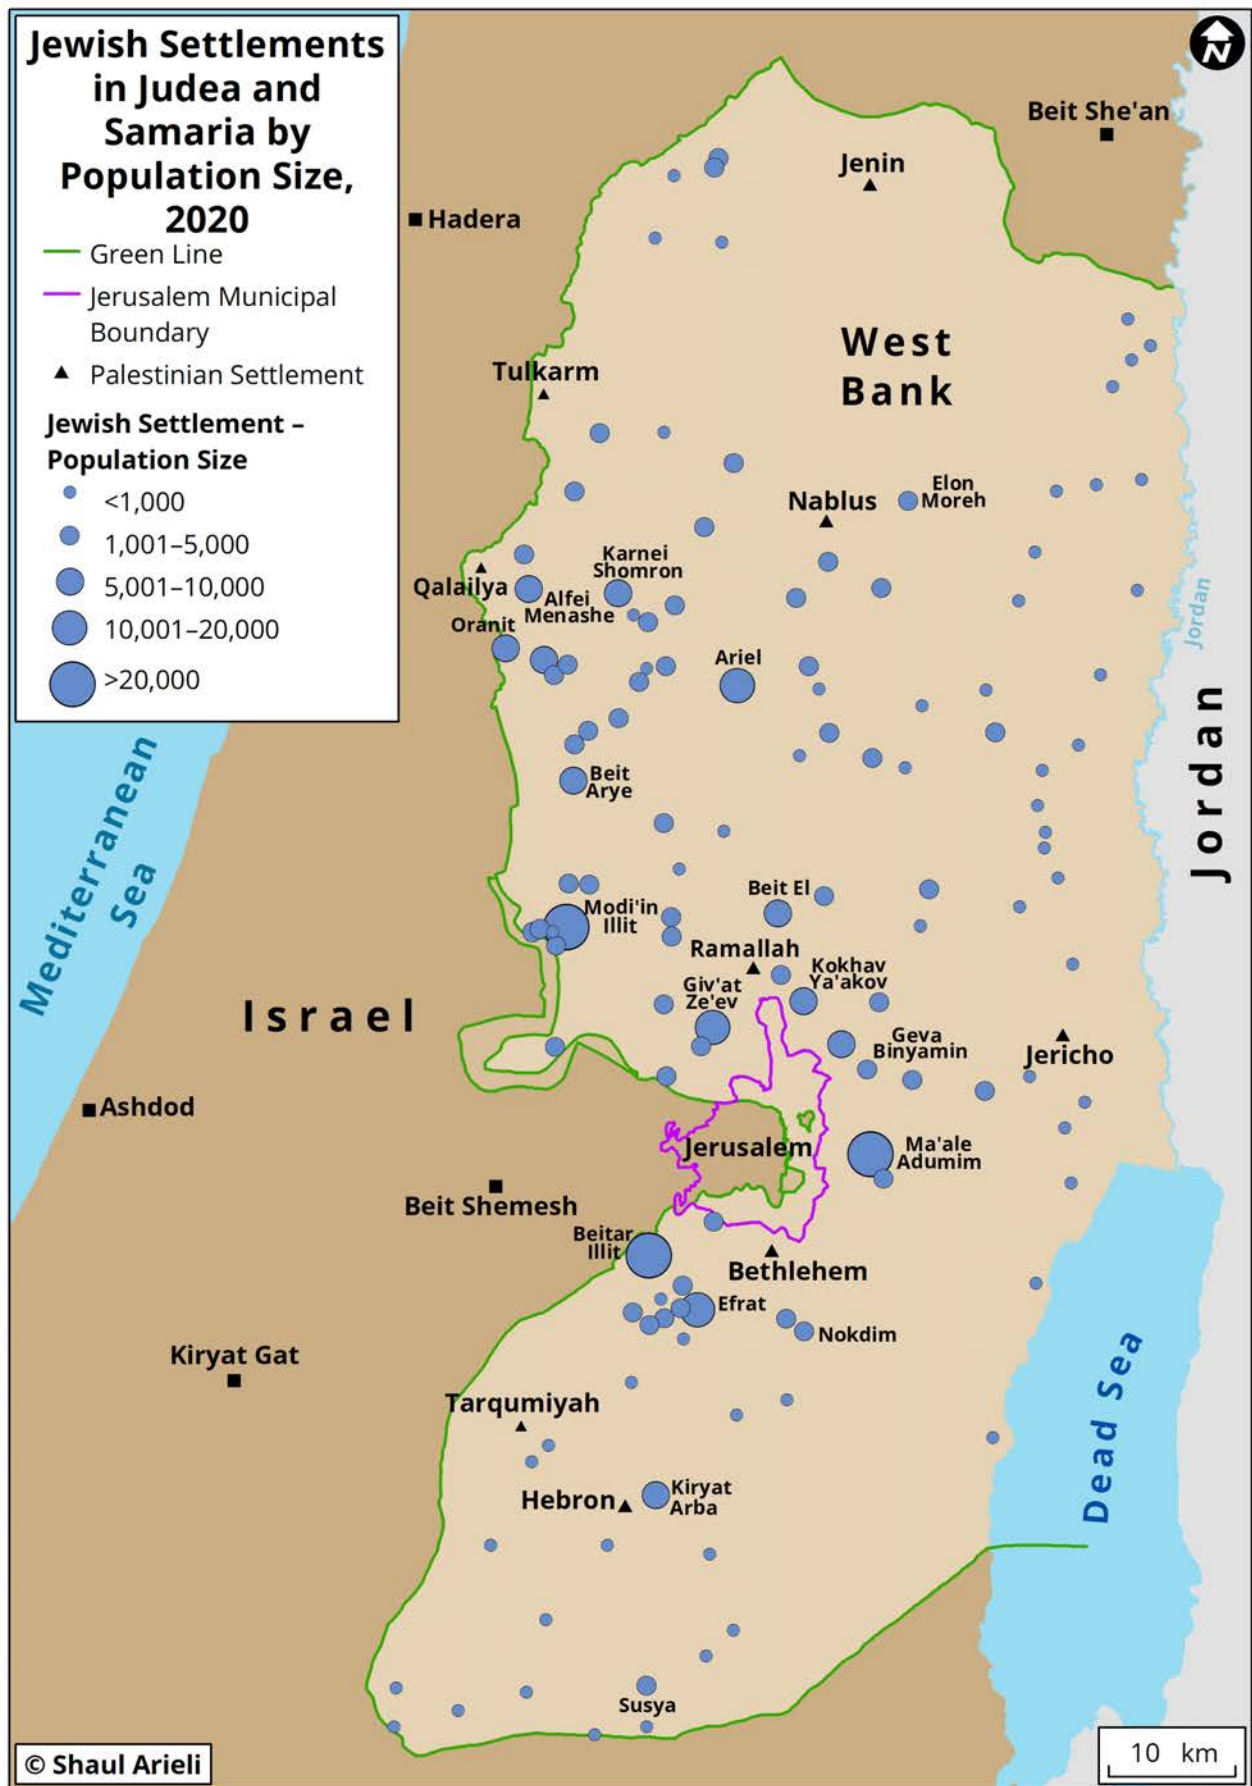 Jewish Settlements
in Judea and
Samaria by
Population Size,
2020
Green Line
Jerusalem Municipal
Boundary
Palestinian Settlement
Jewish Settlement –
Population Size
<1,000
1,001–5,000
5,001–10,000
10,001–20,000
>20,000
N
Beit She'an
Jenin
Hadera
West
Bank
Tulkarm
Elon
Moreh
Nablus
Karnei
Shomron
Qalailya
Alfei
Menashe
Oranit
Jordan
Ariel
Jordan
Mediterranean
Sea
Beit
Arye
Beit El
Modi'in
Illit
Ramallah
Kokhav
Ya'akov
Giv'at
Ze'ev
Israel
Geva
Binyamin
Jericho
Ashdod
Jerusalem
Ma'ale
Adumim
Beit Shemesh
Beitar
Illit
Bethlehem
Efrat
Nokdim
Kiryat Gat
Tarqumiyah
Dead Sea
Kiryat
Arba
Hebron
Susya
© Shaul Arieli
10 km